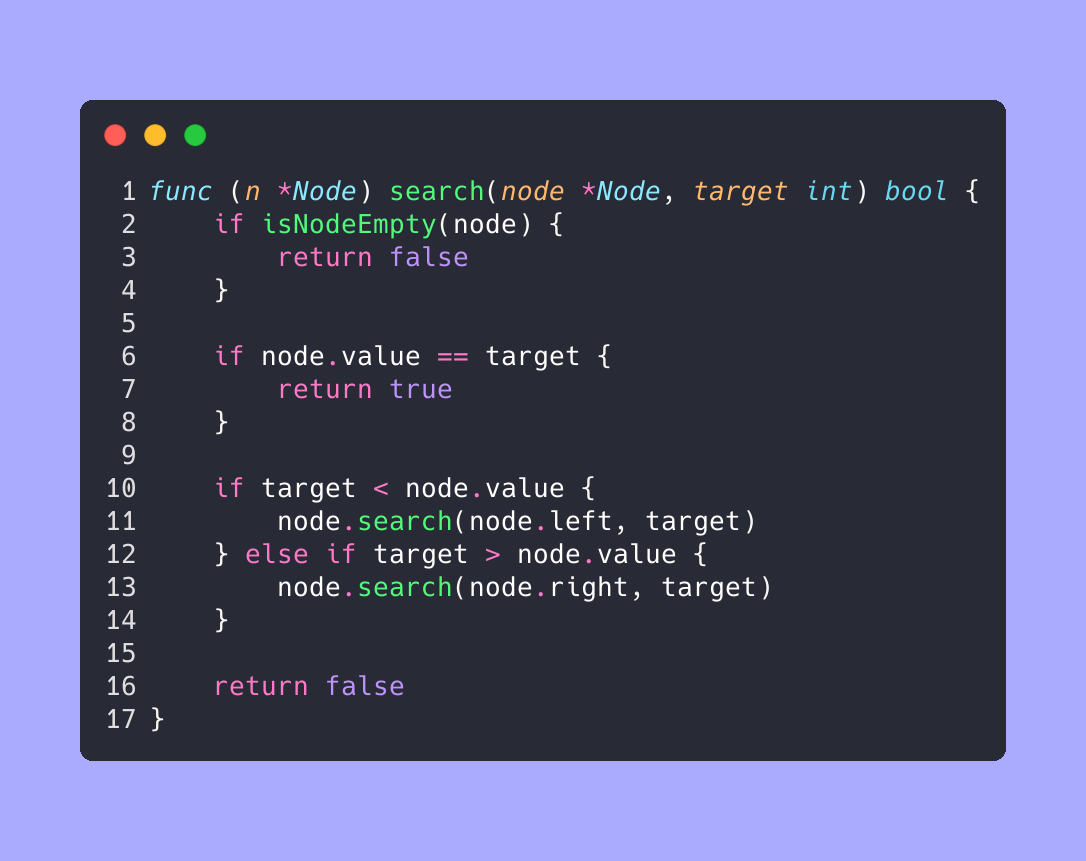 1 func (n *Node) search(node *Node, target int) bool {
2     if isNodeEmpty(node) {
3         return false
4     }
5
6     if node.value == target {
7         return true
8     }
9
10     if target < node.value {
11         node.search(node.left, target)
12     } else if target > node.value {
13         node.search(node.right, target)
14     }
15
16     return false
17 }